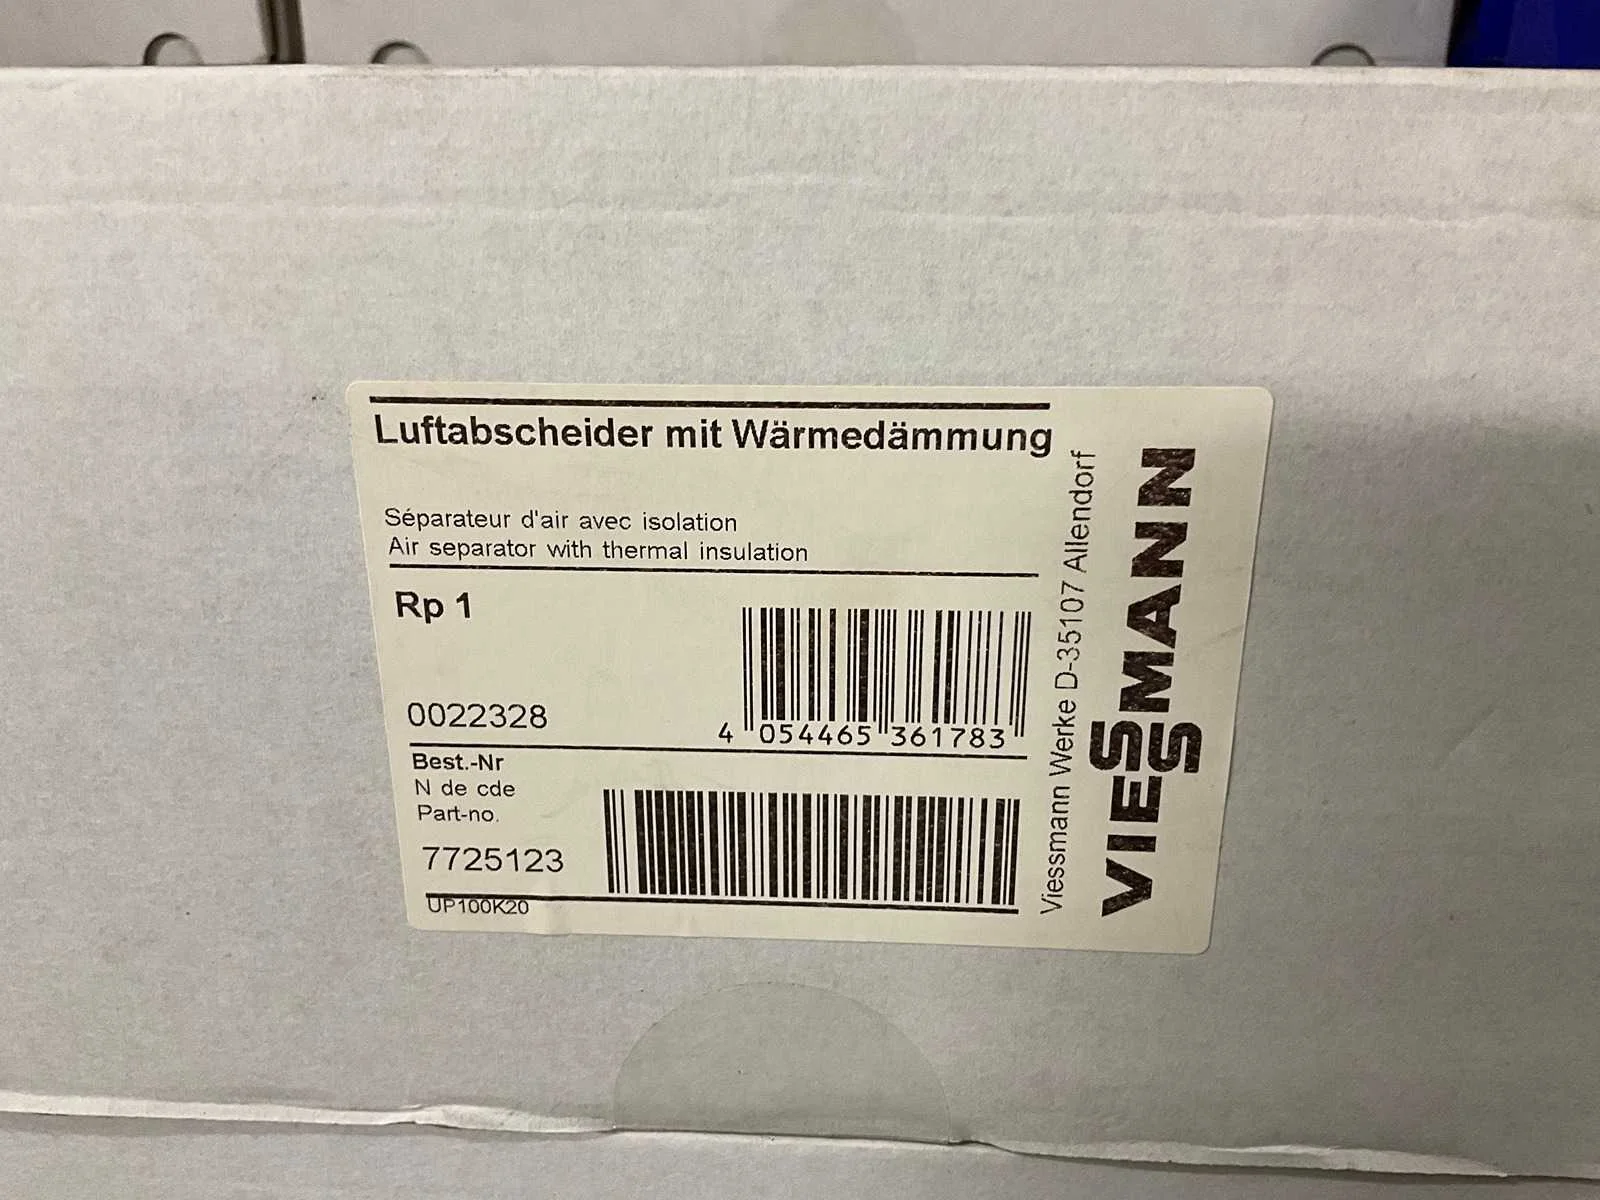 Luftabscheider mit Wärmedämmung
Séparateur d'air avec isolation
Air separator with thermal insulation
Rp 1
0022328
4 054465 361783
Best.-Nr
N de cde
Part-no.
7725123
UP100K20
Viessmann Werke D-35107 Allendorf
VIESSMANN